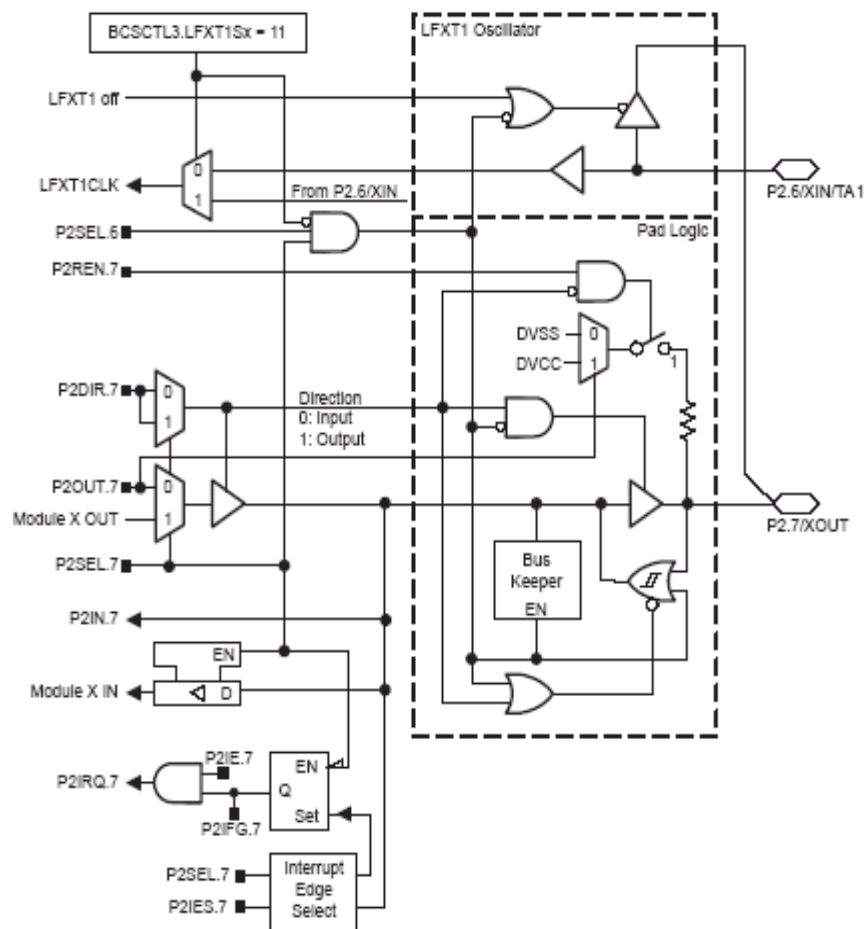 BCSCTL3.LFXT1Sx = 11
LFXT1 Oscillator
LFXT1 off
0
LFXT1CLK
1
From P2.6/XIN
P2.6/XIN/TA1
P2SEL.6
Pad Logic
P2REN.7
DVSS
0
DVCC
1
1
P2DIR.7
0
1
Direction
0: Input
1: Output
P2OUT.7
0
Module X OUT
1
P2.7/XOUT
P2SEL.7
Bus
Keeper
EN
P2IN.7
EN
Module X IN
D
P2IE.7
P2IRQ.7
EN
Q
P2IFG.7
Set
P2SEL.7
P2IES.7
Interrupt
Edge
Select